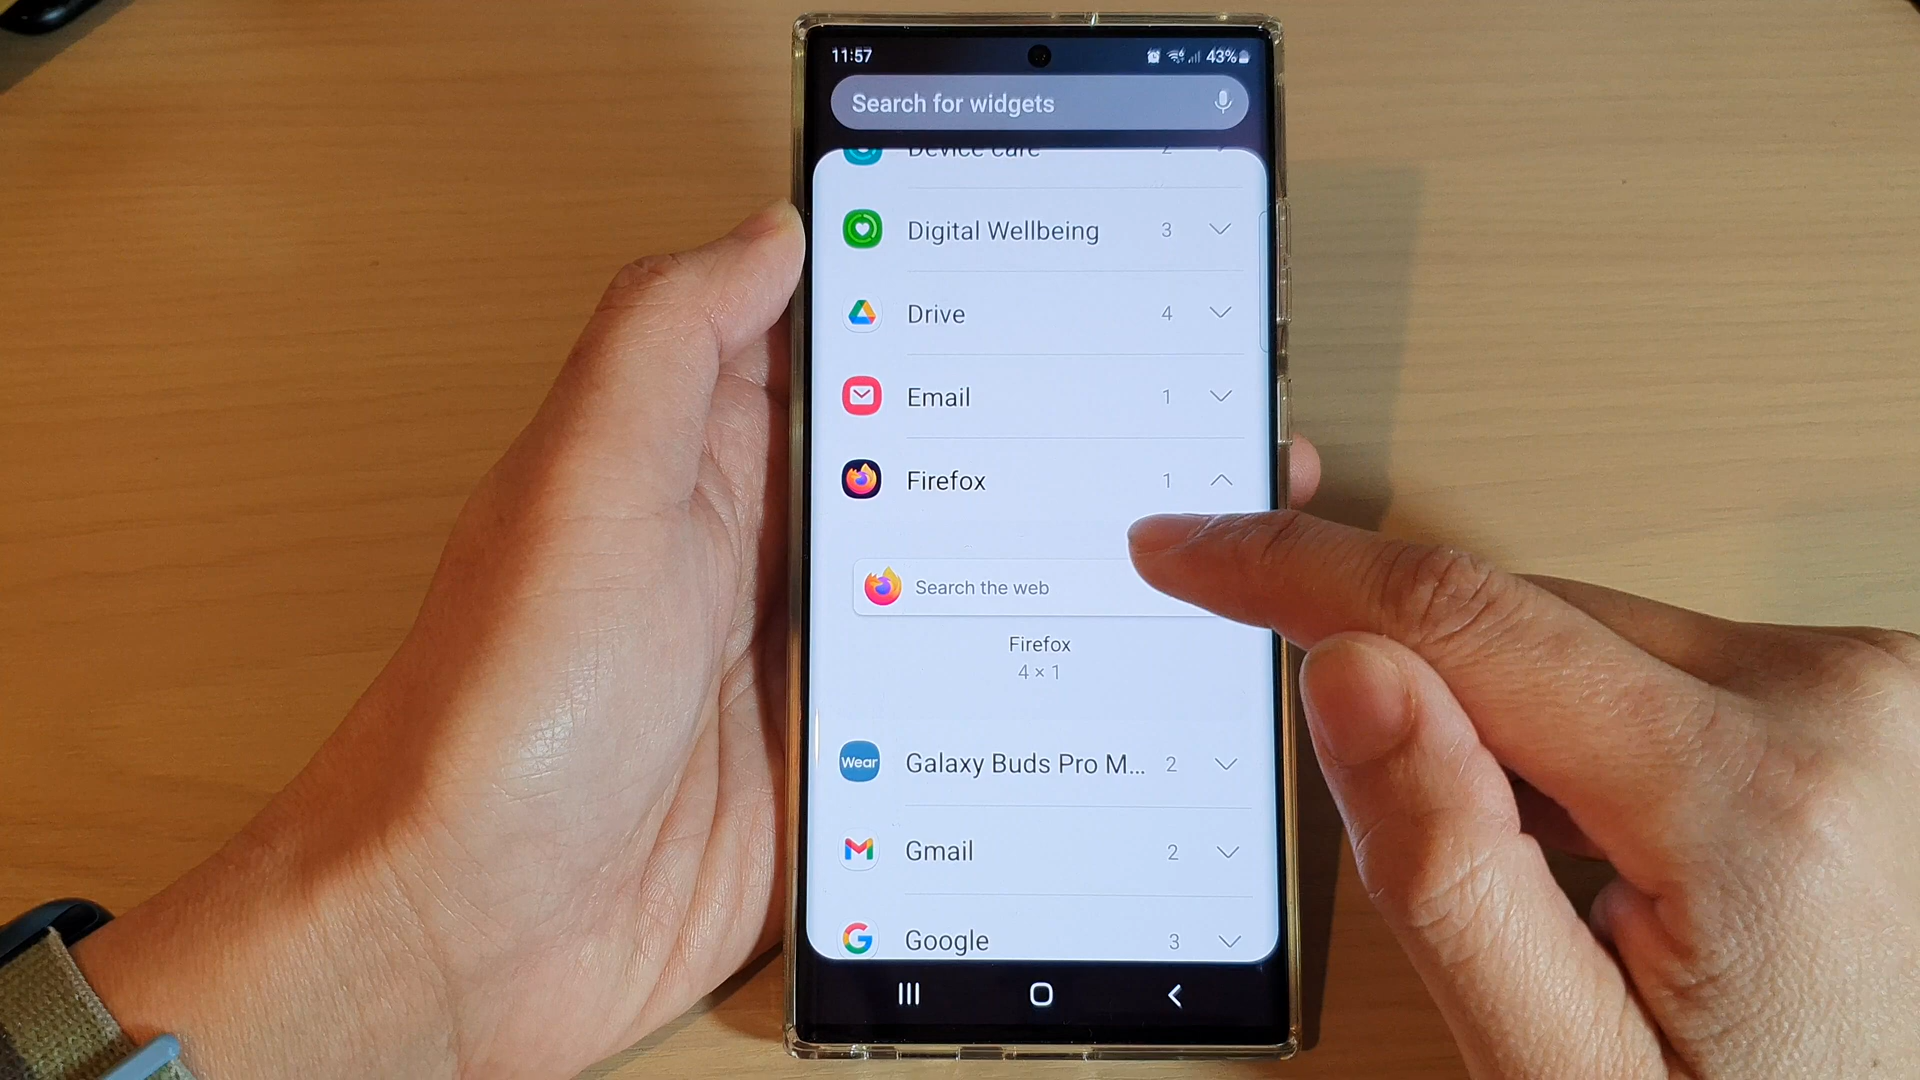 11:57 43%
Search for widgets
Device care 2
Digital Wellbeing 3
Drive 4
Email 1
Firefox 1
Search the web
Firefox
4 × 1
Wear Galaxy Buds Pro M... 2
Gmail 2
Google 3